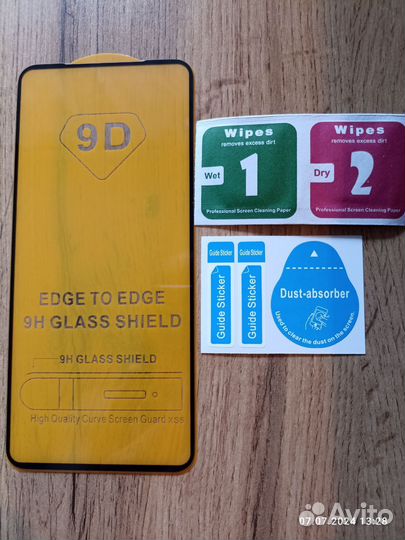 9D
EDGE TO EDGE
9H GLASS SHIELD
9H GLASS SHIELD
High Quality Curve Screen Guard XS5
Wipes
removes excess dirt
Wet
1
Professional Screen Cleaning Paper
Wipes
removes excess dirt
Dry
2
Professional Screen Cleaning Paper
Guide Sticker
Guide Sticker
Guide Sticker
Guide Sticker
Dust-absorber
Used to clear the dust on the screen.
Avito
07.07.2024 13:28